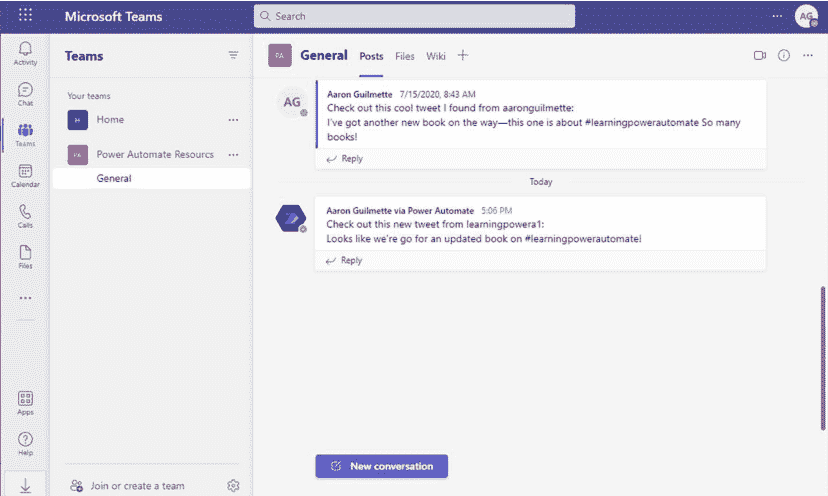 Microsoft Teams
Search
AG
Activity
Chat
Teams
Calendar
Calls
Files
Apps
Help
Teams
Your teams
H
Home
PA
Power Automate Resourcs
General
Join or create a team
PA
General
Posts
Files
Wiki
AG
Aaron Guilmette 7/15/2020, 8:43 AM
Check out this cool tweet I found from aaronguilmette:
I've got another new book on the way—this one is about #learningpowerautomate So many
books!
Reply
Today
Aaron Guilmette via Power Automate 5:06 PM
Check out this new tweet from learningpowera1:
Looks like we're go for an updated book on #learningpowerautomate!
Reply
New conversation